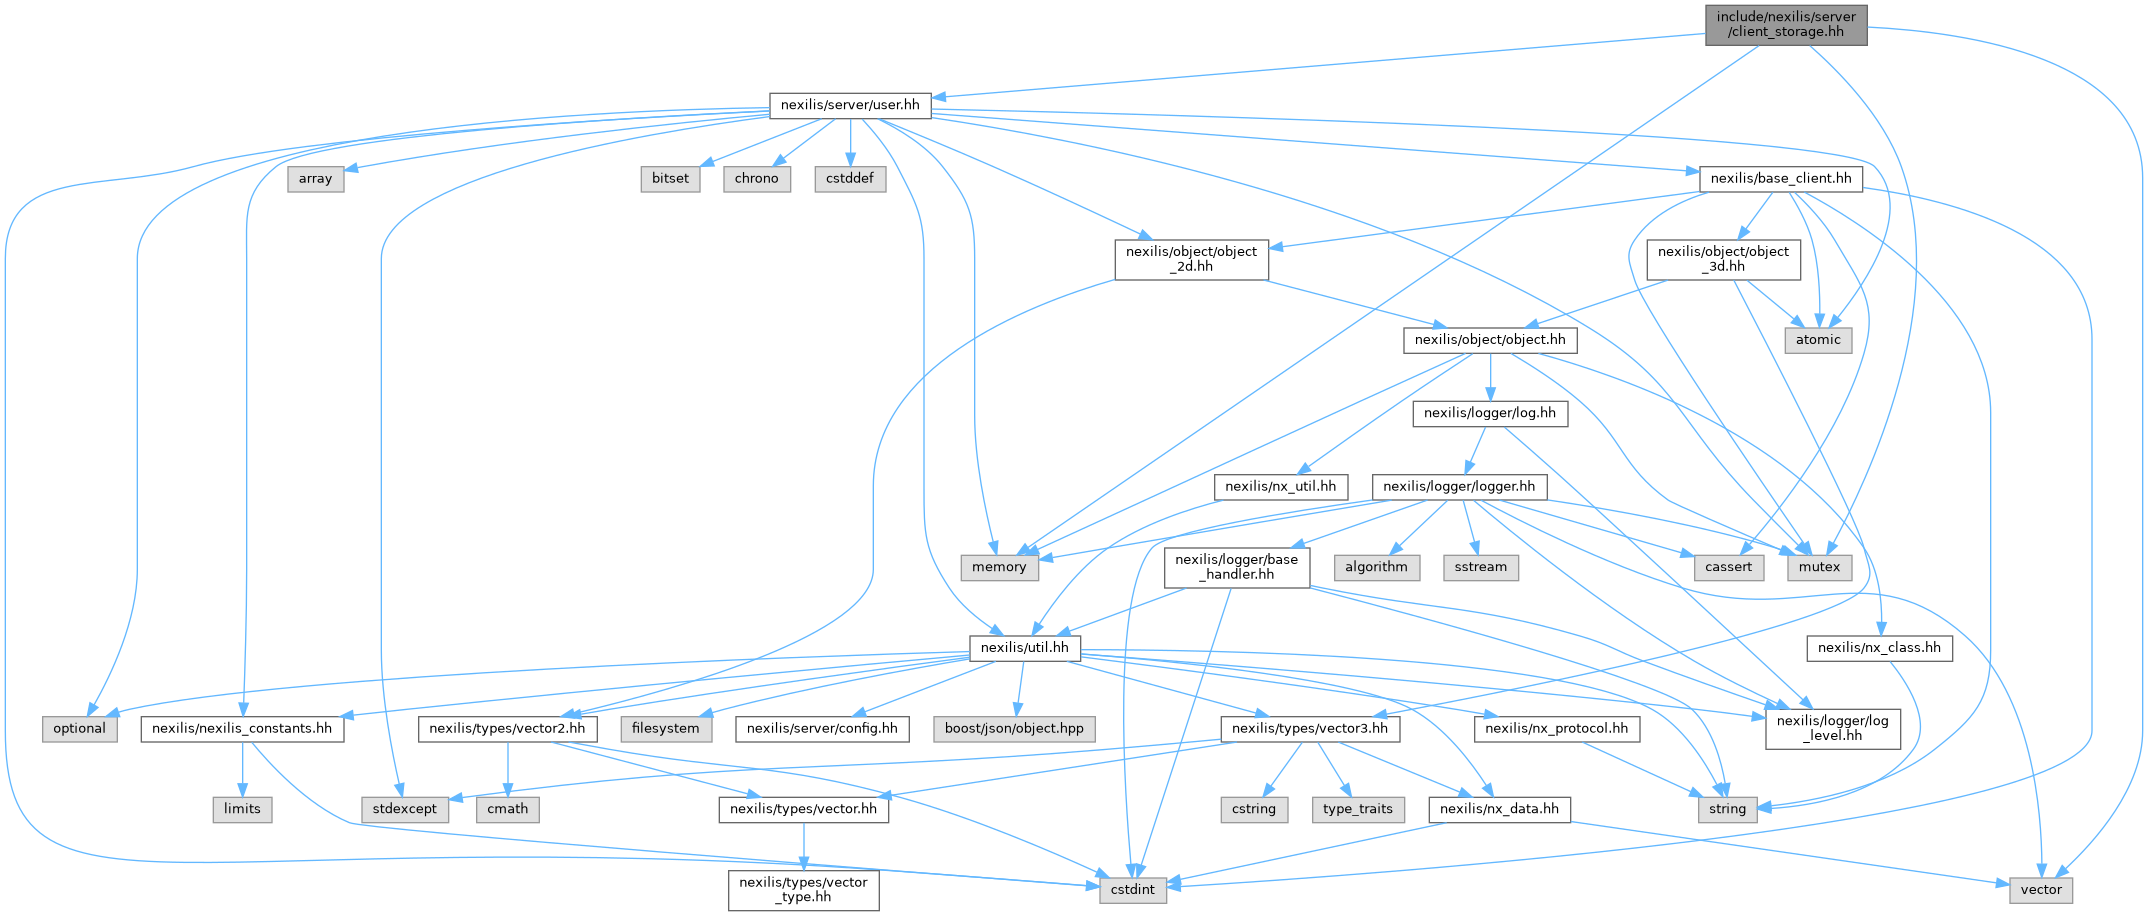 include/nexilis/server
/client_storage.hh
nexilis/server/user.hh
array
bitset
chrono
cstddef
nexilis/base_client.hh
nexilis/object/object
_2d.hh
nexilis/object/object
_3d.hh
nexilis/object/object.hh
atomic
nexilis/logger/log.hh
nexilis/nx_util.hh
nexilis/logger/logger.hh
memory
nexilis/logger/base
_handler.hh
algorithm
sstream
cassert
mutex
nexilis/util.hh
nexilis/nx_class.hh
optional
nexilis/nexilis_constants.hh
nexilis/types/vector2.hh
filesystem
nexilis/server/config.hh
boost/json/object.hpp
nexilis/types/vector3.hh
nexilis/nx_protocol.hh
nexilis/logger/log
_level.hh
limits
stdexcept
cmath
nexilis/types/vector.hh
cstring
type_traits
nexilis/nx_data.hh
string
nexilis/types/vector
_type.hh
cstdint
vector